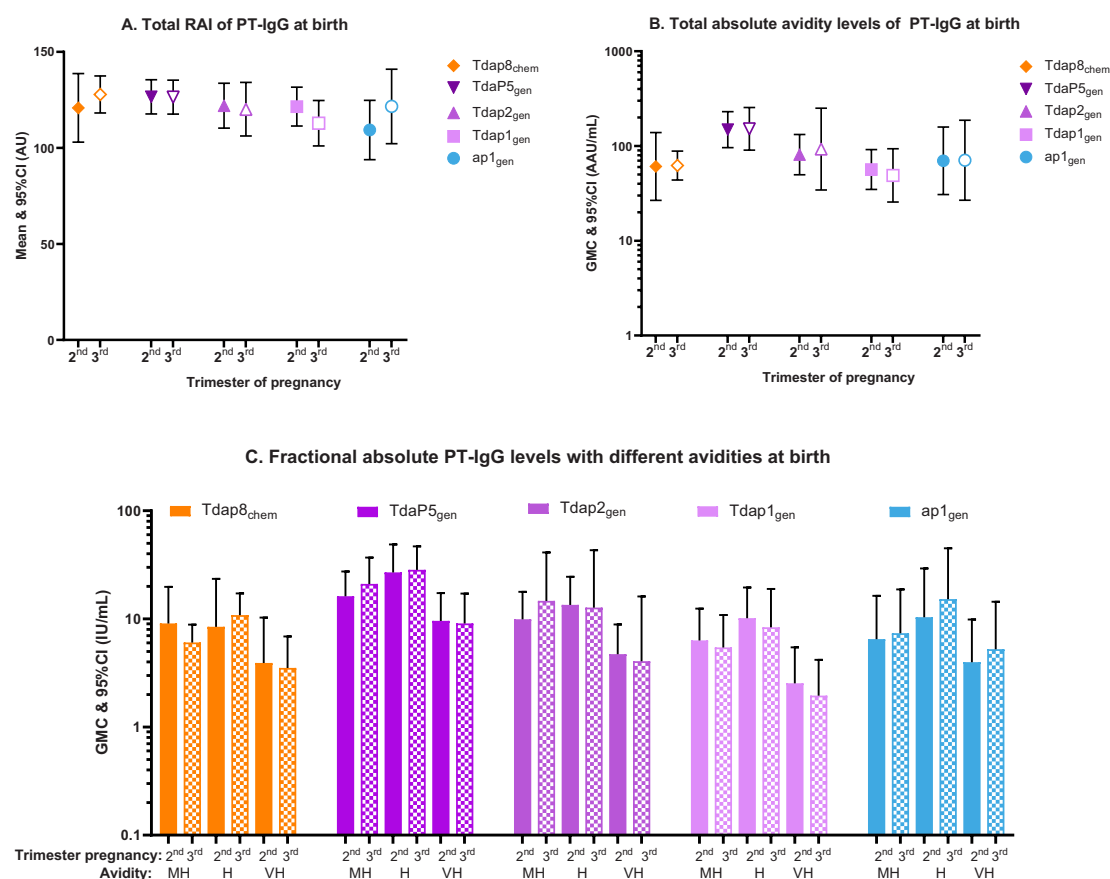 A. Total RAI of PT-IgG at birth
Mean & 95%CI (AU)
150
100
50
0
2nd 3rd 2nd 3rd 2nd 3rd 2nd 3rd 2nd 3rd
Trimester of pregnancy
Tdap8chem
TdaP5gen
Tdap2gen
Tdap1gen
ap1gen
B. Total absolute avidity levels of PT-IgG at birth
GMC & 95%CI (AAU/mL)
1000
100
10
1
2nd 3rd 2nd 3rd 2nd 3rd 2nd 3rd 2nd 3rd
Trimester of pregnancy
Tdap8chem
TdaP5gen
Tdap2gen
Tdap1gen
ap1gen
C. Fractional absolute PT-IgG levels with different avidities at birth
Tdap8chem TdaP5gen Tdap2gen Tdap1gen ap1gen
GMC & 95%CI (IU/mL)
100
10
1
0.1
Trimester pregnancy: 2nd 3rd 2nd 3rd 2nd 3rd 2nd 3rd 2nd 3rd 2nd 3rd 2nd 3rd 2nd 3rd 2nd 3rd 2nd 3rd 2nd 3rd 2nd 3rd 2nd 3rd 2nd 3rd 2nd 3rd
Avidity: MH H VH MH H VH MH H VH MH H VH MH H VH